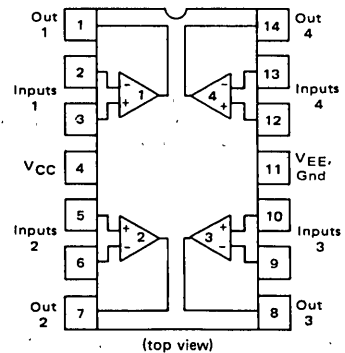 Out 1
1
14
Out 4
2
13
Inputs 1
- + 1
- + 4
Inputs 4
3
12
VCC
4
11
VEE, Gnd
5
10
Inputs 2
+ - 2
+ - 3
Inputs 3
6
9
Out 2
7
8
Out 3
(top view)